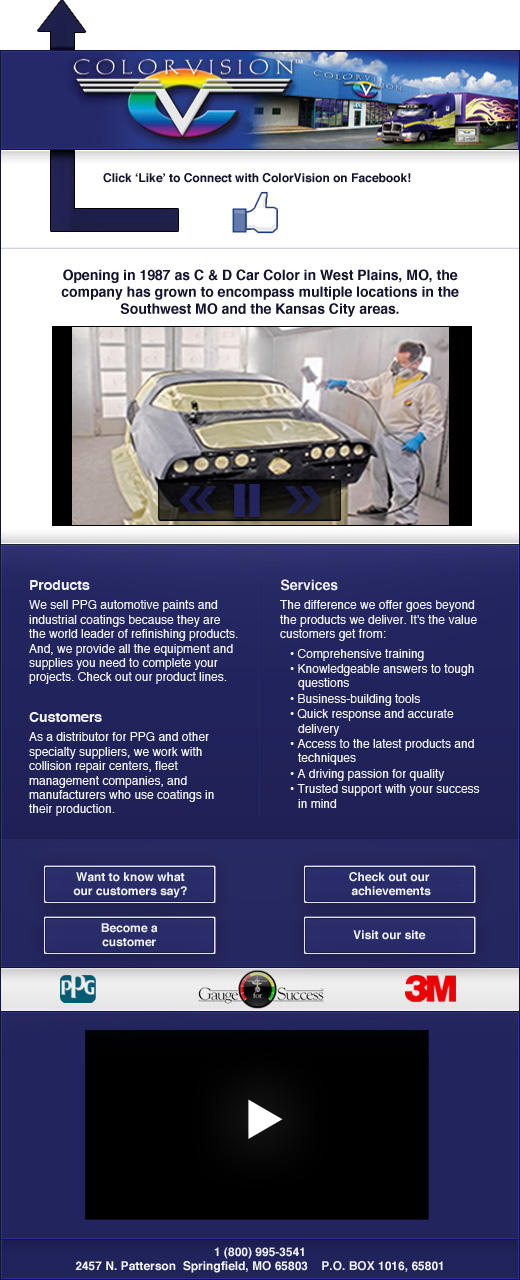 COLORVISION™
COLORVISION
Click ‘Like’ to Connect with ColorVision on Facebook!
Opening in 1987 as C & D Car Color in West Plains, MO, the
company has grown to encompass multiple locations in the
Southwest MO and the Kansas City areas.
Products
We sell PPG automotive paints and
industrial coatings because they are
the world leader of refinishing products.
And, we provide all the equipment and
supplies you need to complete your
projects. Check out our product lines.
Customers
As a distributor for PPG and other
specialty suppliers, we work with
collision repair centers, fleet
management companies, and
manufacturers who use coatings in
their production.
Services
The difference we offer goes beyond
the products we deliver. It's the value
customers get from:
• Comprehensive training
• Knowledgeable answers to tough
questions
• Business-building tools
• Quick response and accurate
delivery
• Access to the latest products and
techniques
• A driving passion for quality
• Trusted support with your success
in mind
Want to know what
our customers say?
Check out our
achievements
Become a
customer
Visit our site
PPG
Gauge for Success
3M
1 (800) 995-3541
2457 N. Patterson Springfield, MO 65803 P.O. BOX 1016, 65801